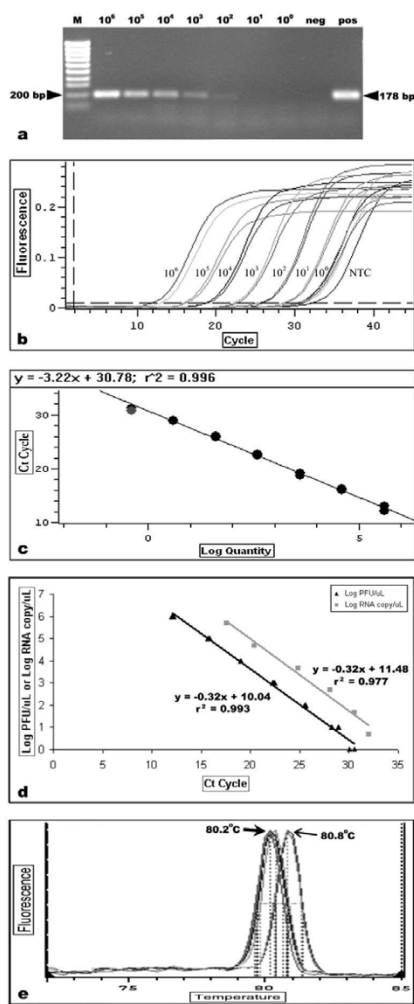 M 10⁶ 10⁵ 10⁴ 10³ 10² 10¹ 10⁰ neg pos
200 bp 178 bp
a
Fluorescence
0.2
0.1
0
10⁶ 10⁵ 10⁴ 10³ 10² 10¹ 10⁰ NTC
10 20 30 40
Cycle
b
y = -3.22x + 30.78; r^2 = 0.996
Ct Cycle
30
20
10
0 5
Log Quantity
c
Log PFU/uL or Log RNA copy/uL
7
6
5
4
3
2
1
0
Log PFU/uL
Log RNA copy/uL
y = -0.32x + 11.48
r² = 0.977
y = -0.32x + 10.04
r² = 0.993
0 5 10 15 20 25 30 35
Ct Cycle
d
Fluorescence
80.2°C 80.8°C
75 80 85
Temperature
e